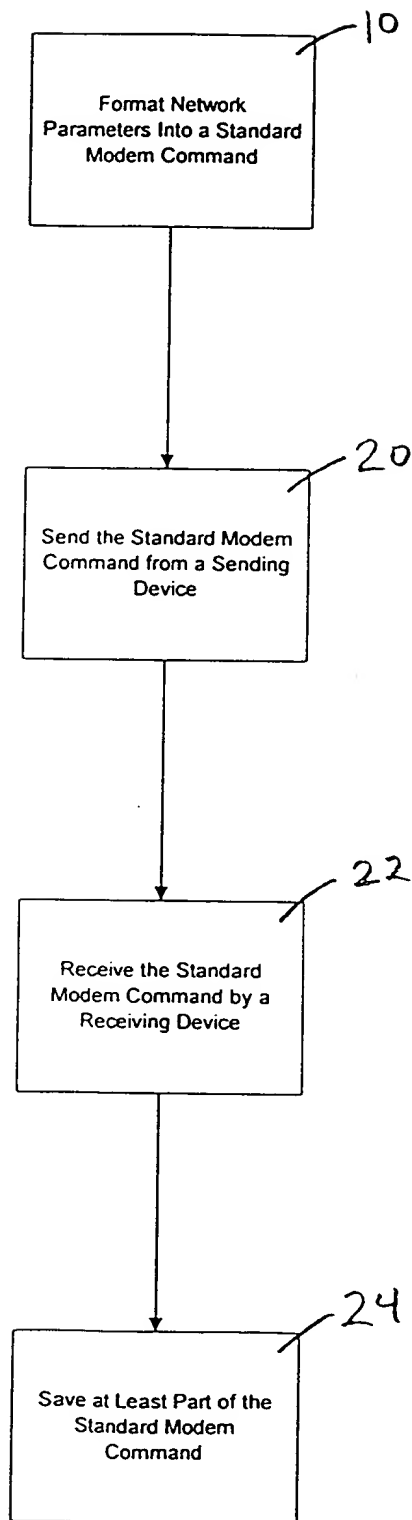 10
Format Network
Parameters Into a Standard
Modem Command
20
Send the Standard Modem
Command from a Sending
Device
22
Receive the Standard
Modem Command by a
Receiving Device
24
Save at Least Part of the
Standard Modem
Command